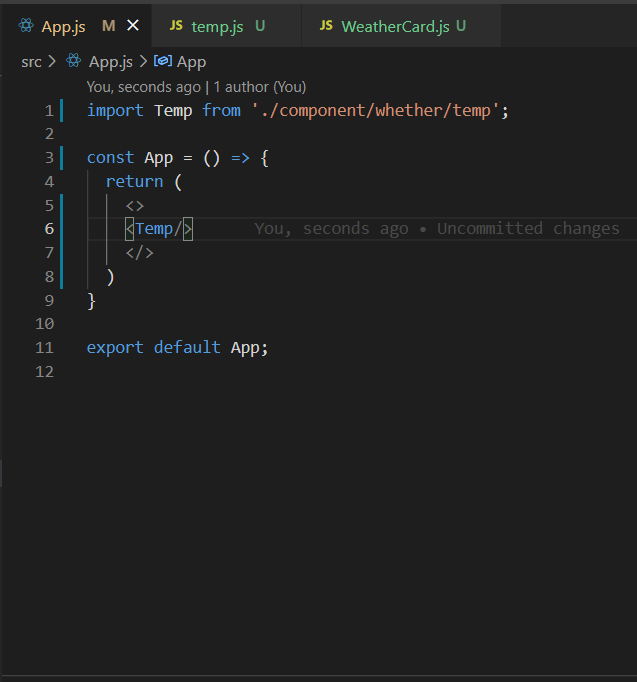 App.js M
JS temp.js U
JS WeatherCard.js U
src > App.js > App
You, seconds ago | 1 author (You)
1 import Temp from './component/whether/temp';
2
3 const App = () => {
4 return (
5 <>
6 <Temp/> You, seconds ago • Uncommitted changes
7 </>
8 )
9 }
10
11 export default App;
12